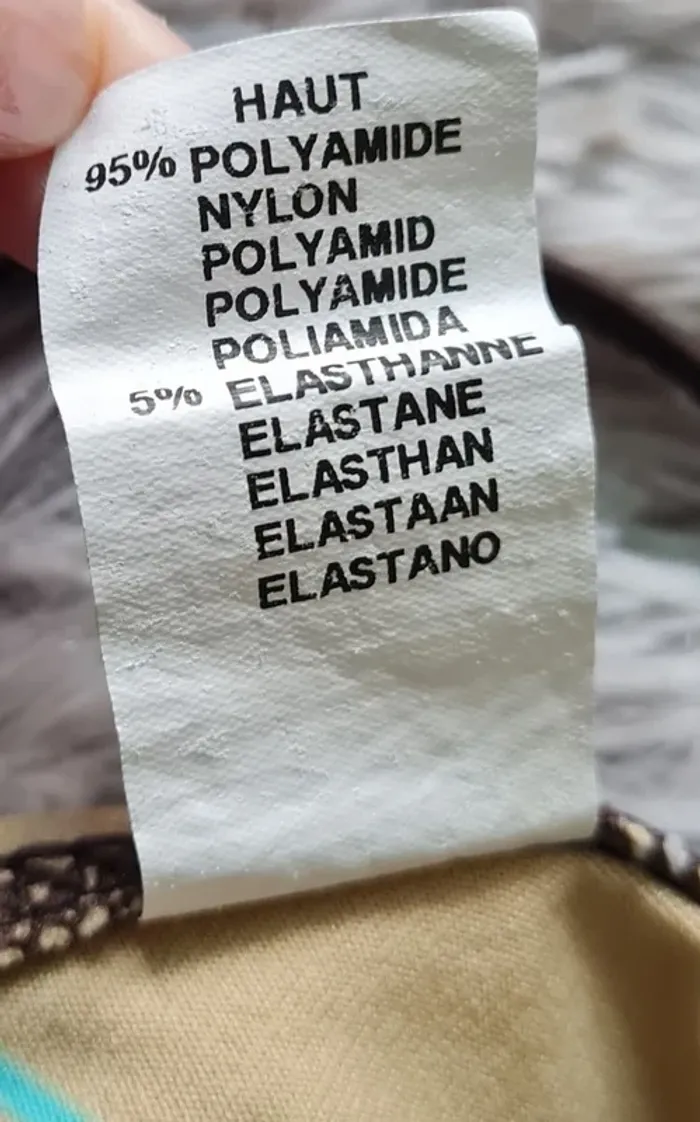 HAUT
95% POLYAMIDE
NYLON
POLYAMID
POLYAMIDE
POLIAMIDA
5% ELASTHANNE
ELASTANE
ELASTHAN
ELASTAAN
ELASTANO